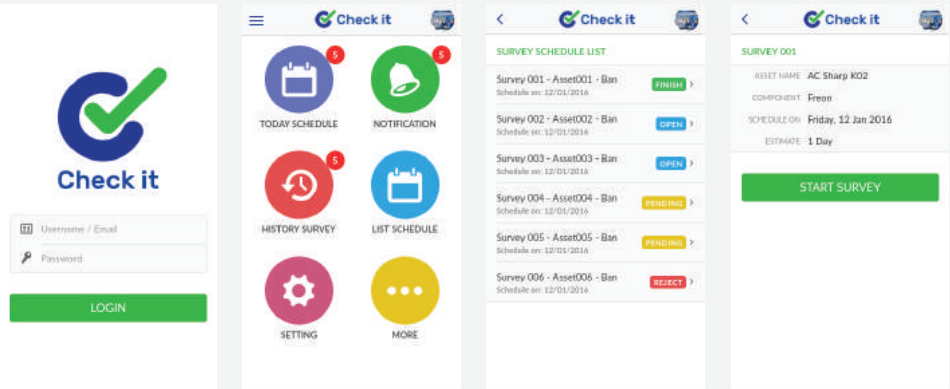 Check it
Username / Email
Password
LOGIN
Check it
5
5
TODAY SCHEDULE
NOTIFICATION
5
HISTORY SURVEY
LIST SCHEDULE
SETTING
MORE
Check it
SURVEY SCHEDULE LIST
Survey 001 - Asset001 - Ban
FINISH
Schedule on: 12/01/2016
Survey 002 - Asset002 - Ban
OPEN
Schedule on: 12/01/2016
Survey 003 - Asset003 - Ban
OPEN
Schedule on: 12/01/2016
Survey 004 - Asset004 - Ban
PENDING
Schedule on: 12/01/2016
Survey 005 - Asset005 - Ban
PENDING
Schedule on: 12/01/2016
Survey 006 - Asset006 - Ban
REJECT
Schedule on: 12/01/2016
Check it
SURVEY 001
ASSET NAME AC Sharp K02
COMPONENT Freon
SCHEDULE ON Friday, 12 Jan 2016
ESTIMATE 1 Day
START SURVEY